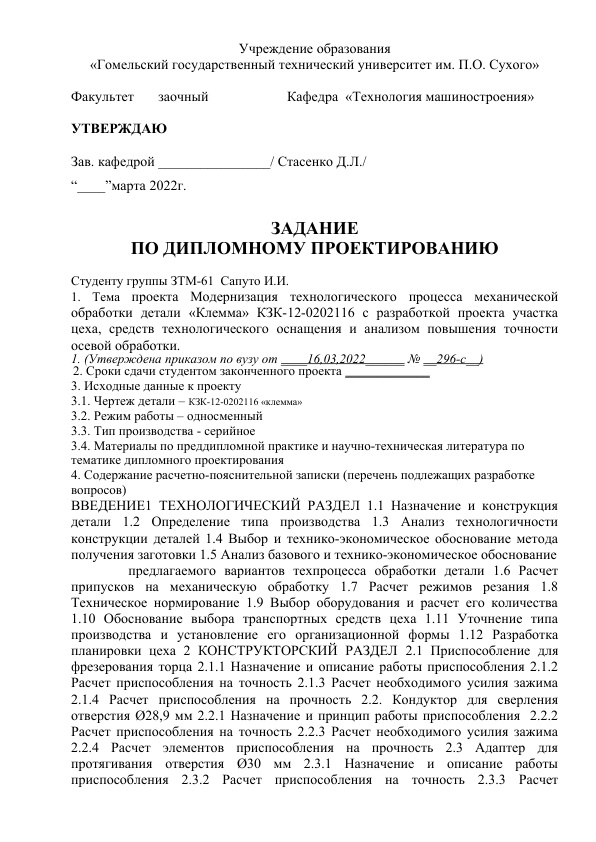 Учреждение образования
«Гомельский государственный технический университет им. П.О. Сухого»
Факультет заочный Кафедра «Технология машиностроения»
УТВЕРЖДАЮ
Зав. кафедрой ________________/ Стасенко Д.Л./
“____”марта 2022г.
ЗАДАНИЕ
ПО ДИПЛОМНОМУ ПРОЕКТИРОВАНИЮ
Студенту группы ЗТМ-61 Сапуто И.И.
1. Тема проекта Модернизация технологического процесса механической
обработки детали «Клемма» КЗК-12-0202116 с разработкой проекта участка
цеха, средств технологического оснащения и анализом повышения точности
осевой обработки.
1. (Утверждена приказом по вузу от ____16,03,2022______ № __296-с__)
2. Сроки сдачи студентом законченного проекта _____________
3. Исходные данные к проекту
3.1. Чертеж детали – КЗК-12-0202116 «клемма»
3.2. Режим работы – односменный
3.3. Тип производства - серийное
3.4. Материалы по преддипломной практике и научно-техническая литература по
тематике дипломного проектирования
4. Содержание расчетно-пояснительной записки (перечень подлежащих разработке
вопросов)
ВВЕДЕНИЕ1 ТЕХНОЛОГИЧЕСКИЙ РАЗДЕЛ 1.1 Назначение и конструкция
детали 1.2 Определение типа производства 1.3 Анализ технологичности
конструкции деталей 1.4 Выбор и технико-экономическое обоснование метода
получения заготовки 1.5 Анализ базового и технико-экономическое обоснование
предлагаемого вариантов техпроцесса обработки детали 1.6 Расчет
припусков на механическую обработку 1.7 Расчет режимов резания 1.8
Техническое нормирование 1.9 Выбор оборудования и расчет его количества
1.10 Обоснование выбора транспортных средств цеха 1.11 Уточнение типа
производства и установление его организационной формы 1.12 Разработка
планировки цеха 2 КОНСТРУКТОРСКИЙ РАЗДЕЛ 2.1 Приспособление для
фрезерования торца 2.1.1 Назначение и описание работы приспособления 2.1.2
Расчет приспособления на точность 2.1.3 Расчет необходимого усилия зажима
2.1.4 Расчет приспособления на прочность 2.2. Кондуктор для сверления
отверстия Ø28,9 мм 2.2.1 Назначение и принцип работы приспособления 2.2.2
Расчет приспособления на точность 2.2.3 Расчет необходимого усилия зажима
2.2.4 Расчет элементов приспособления на прочность 2.3 Адаптер для
протягивания отверстия Ø30 мм 2.3.1 Назначение и описание работы
приспособления 2.3.2 Расчет приспособления на точность 2.3.3 Расчет